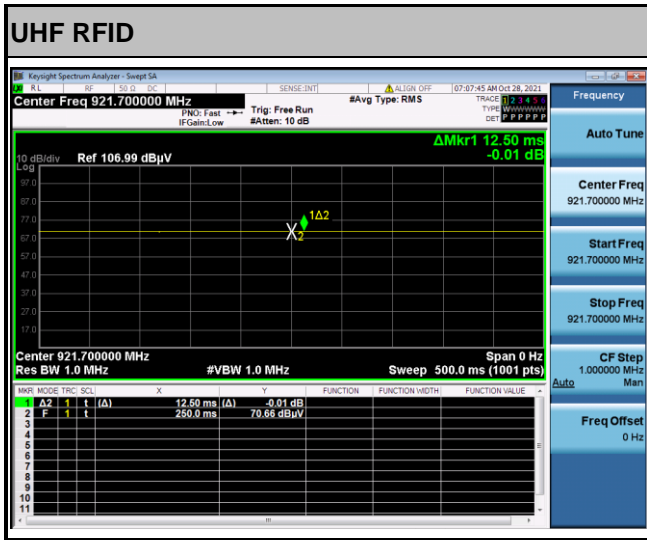 UHF RFID
Keysight Spectrum Analyzer - Swept SA
RL RF 50 Ω DC SENSE:INT ALIGN OFF 07:07:45 AM Oct 28, 2021
Center Freq 921.700000 MHz #Avg Type: RMS TRACE 1 2 3 4 5 6
PNO: Fast Trig: Free Run TYPE WWWWWW
IFGain:Low #Atten: 10 dB DET P P P P P P
ΔMkr1 12.50 ms
10 dB/div Ref 106.99 dBµV -0.01 dB
Log
97.0
87.0
77.0
1Δ2
67.0
2
57.0
47.0
37.0
27.0
17.0
Center 921.700000 MHz Span 0 Hz
Res BW 1.0 MHz #VBW 1.0 MHz Sweep 500.0 ms (1001 pts)
MKR MODE TRC SCL X Y FUNCTION FUNCTION WIDTH FUNCTION VALUE
1 Δ2 1 t (Δ) 12.50 ms (Δ) -0.01 dB
2 F 1 t 250.0 ms 70.66 dBµV
3
4
5
6
7
8
9
10
11
Frequency
Auto Tune
Center Freq
921.700000 MHz
Start Freq
921.700000 MHz
Stop Freq
921.700000 MHz
CF Step
1.000000 MHz
Auto Man
Freq Offset
0 Hz